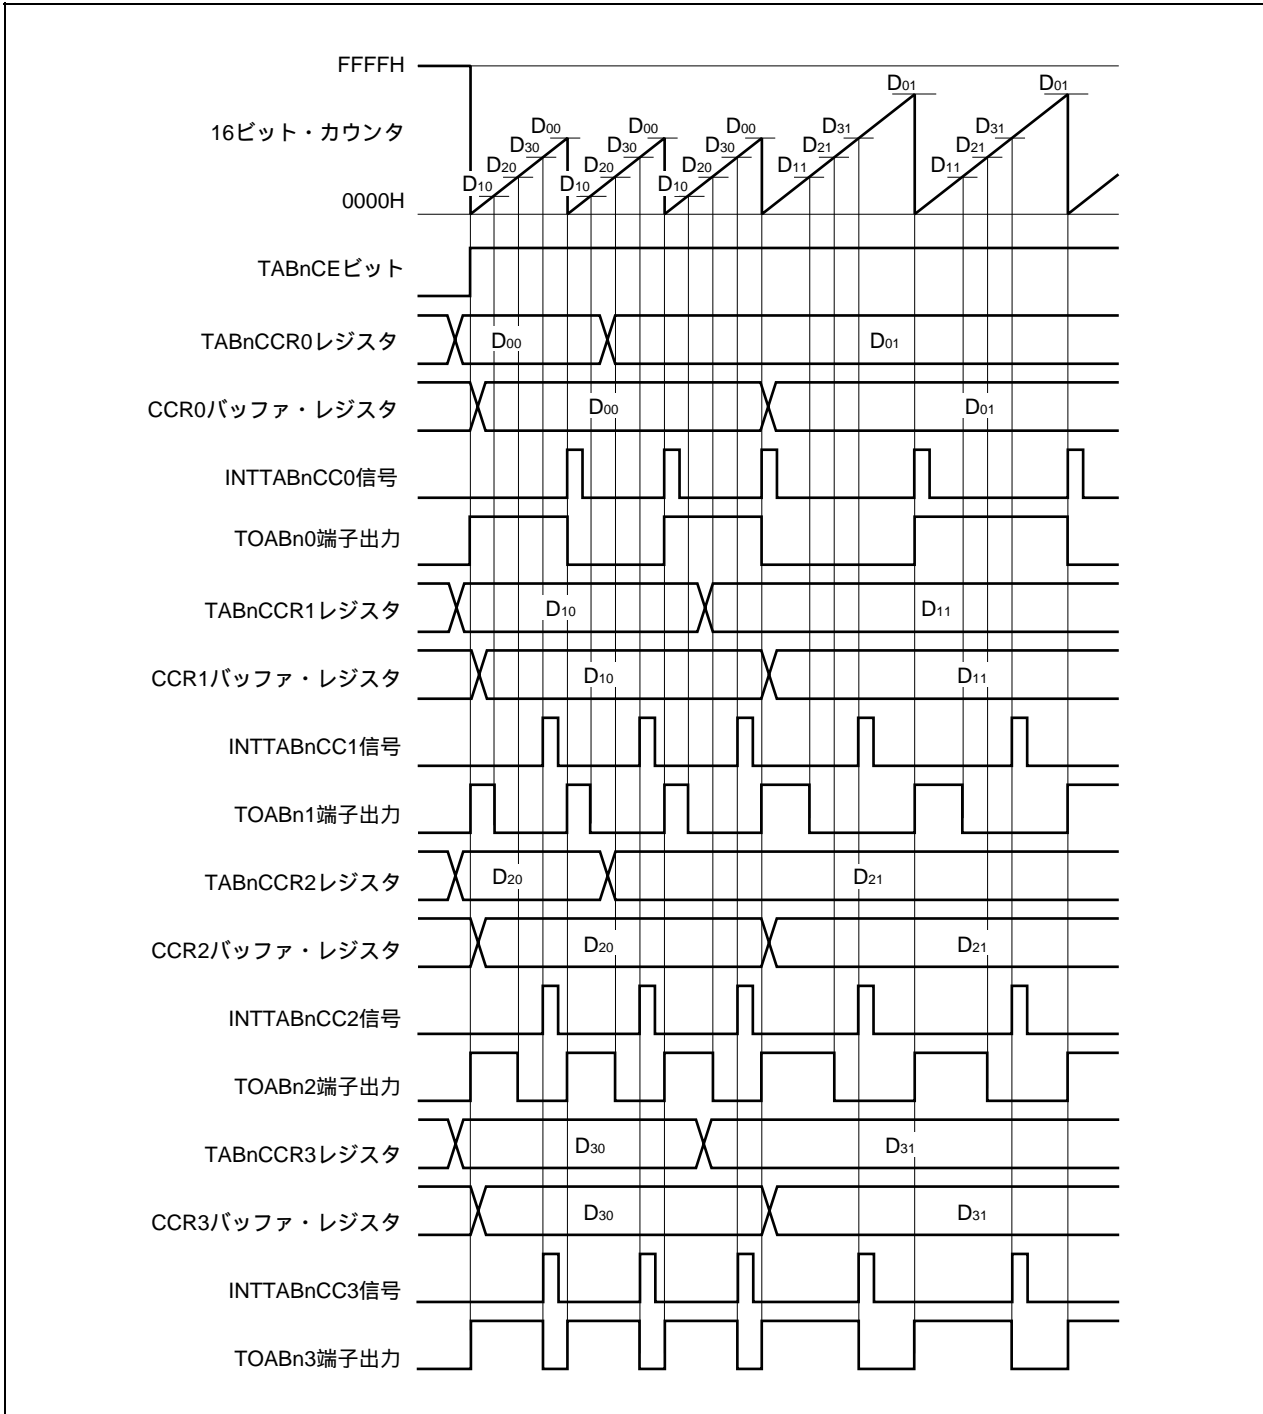 FFFFH
16ビット・カウンタ
0000H
D10 D20 D30 D00 D10 D20 D30 D00 D10 D20 D30 D00 D11 D21 D31 D01 D11 D21 D31 D01
TABnCEビット
TABnCCR0レジスタ D00 D01
CCR0バッファ・レジスタ D00 D01
INTTABnCC0信号
TOABn0端子出力
TABnCCR1レジスタ D10 D11
CCR1バッファ・レジスタ D10 D11
INTTABnCC1信号
TOABn1端子出力
TABnCCR2レジスタ D20 D21
CCR2バッファ・レジスタ D20 D21
INTTABnCC2信号
TOABn2端子出力
TABnCCR3レジスタ D30 D31
CCR3バッファ・レジスタ D30 D31
INTTABnCC3信号
TOABn3端子出力